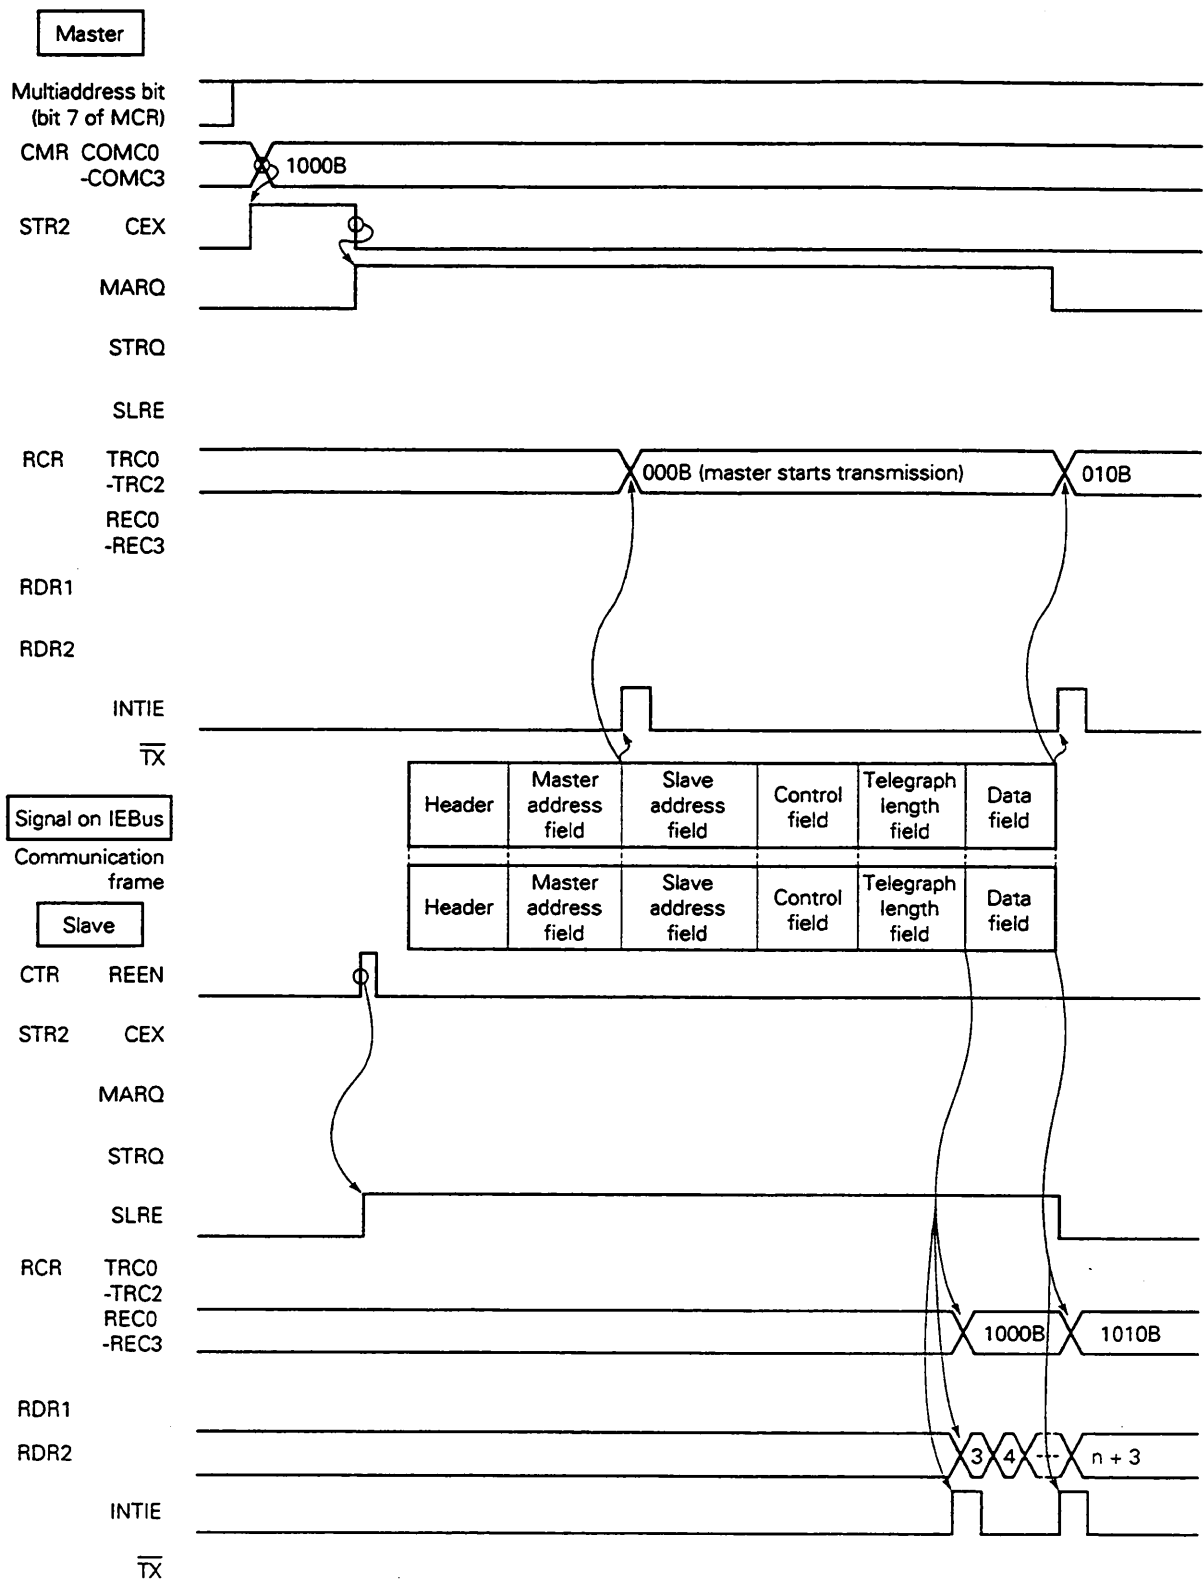 Master
Multiaddress bit
(bit 7 of MCR)
CMR COMC0
-COMC3
1000B
STR2 CEX
MARQ
STRQ
SLRE
RCR TRC0
-TRC2
000B (master starts transmission)
010B
REC0
-REC3
RDR1
RDR2
INTIE
TX
Header
Master
address
field
Slave
address
field
Control
field
Telegraph
length
field
Data
field
Signal on IEBus
Communication
frame
Header
Master
address
field
Slave
address
field
Control
field
Telegraph
length
field
Data
field
Slave
CTR REEN
STR2 CEX
MARQ
STRQ
SLRE
RCR TRC0
-TRC2
REC0
-REC3
1000B
1010B
RDR1
RDR2
3
4
n + 3
INTIE
TX